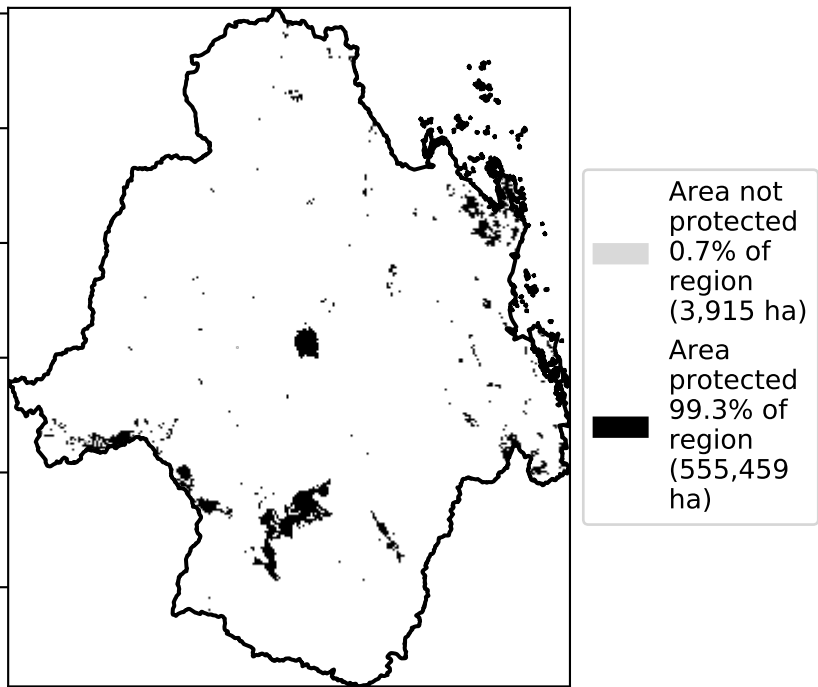 Area not
protected
0.7% of
region
(3,915 ha)
Area
protected
99.3% of
region
(555,459
ha)